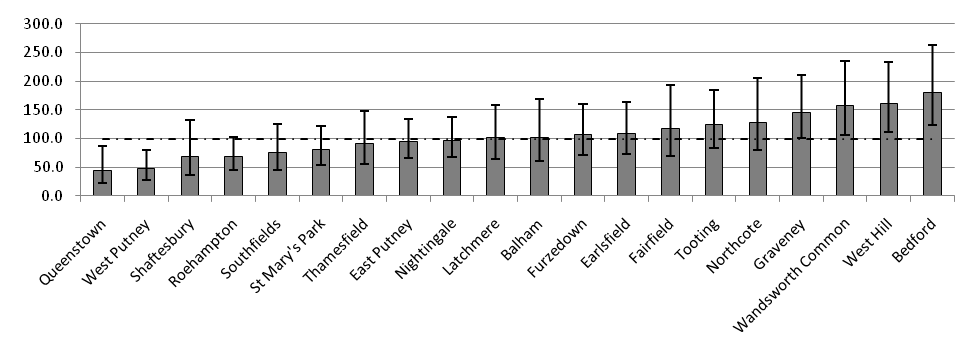 300.0
250.0
200.0
150.0
100.0
50.0
0.0
Queenstown
West Putney
Shaftesbury
Roehampton
Southfields
St Mary's Park
Thamesfield
East Putney
Nightingale
Latchmere
Balham
Furzedown
Earlsfield
Fairfield
Tooting
Northcote
Graveney
Wandsworth Common
West Hill
Bedford